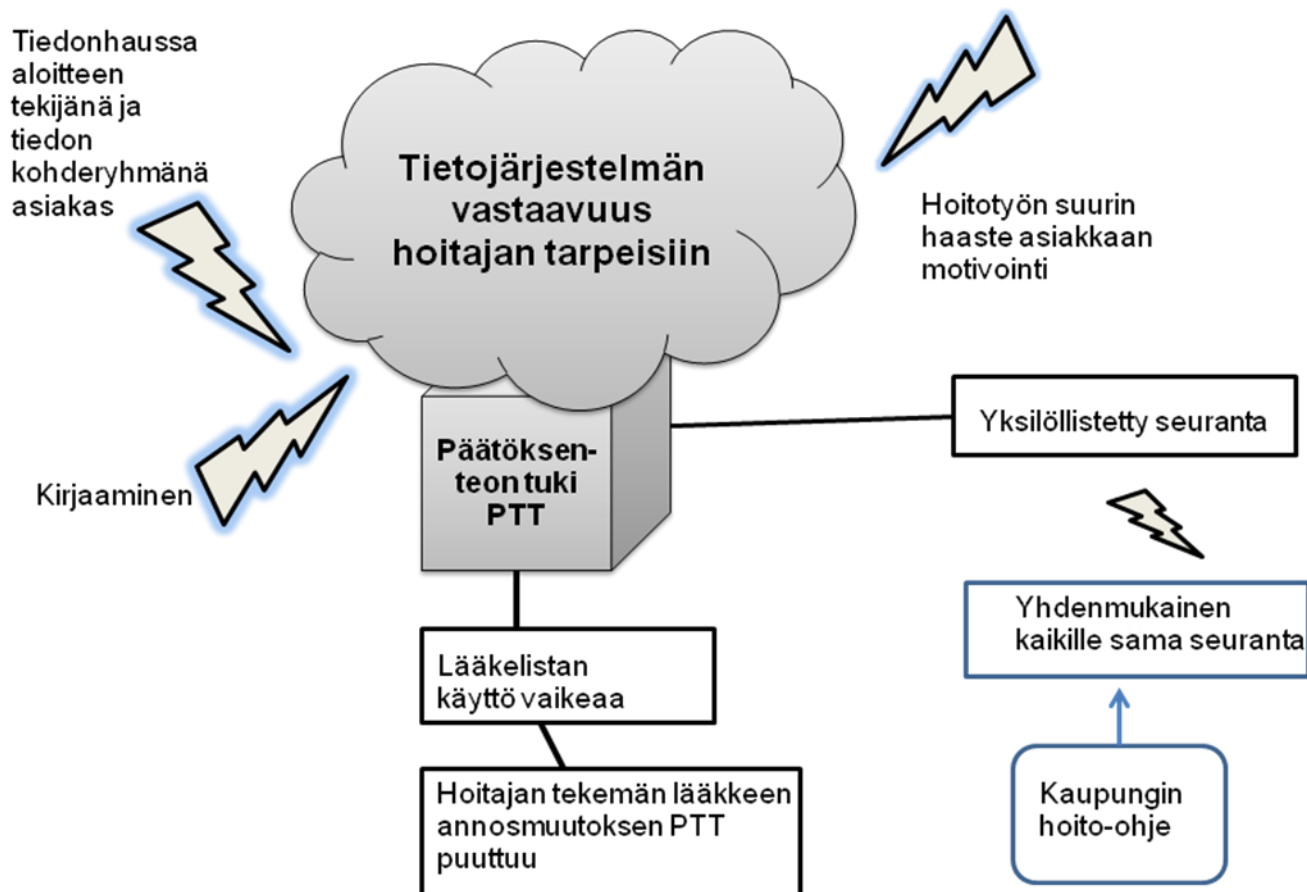 Tiedonhaussa
aloitteen
tekijänä ja
tiedon
kohderyhmänä
asiakas
Tietojärjestelmän
vastaavuus
hoitajan tarpeisiin
Hoitotyön suurin
haaste asiakkaan
motivointi
Kirjaaminen
Päätöksen-
teon tuki
PTT
Yksilöllistetty seuranta
Yhdenmukainen
kaikille sama seuranta
Lääkelistan
käyttö vaikeaa
Hoitajan tekemän lääkkeen
annosmuutoksen PTT
puuttuu
Kaupungin
hoito-ohje